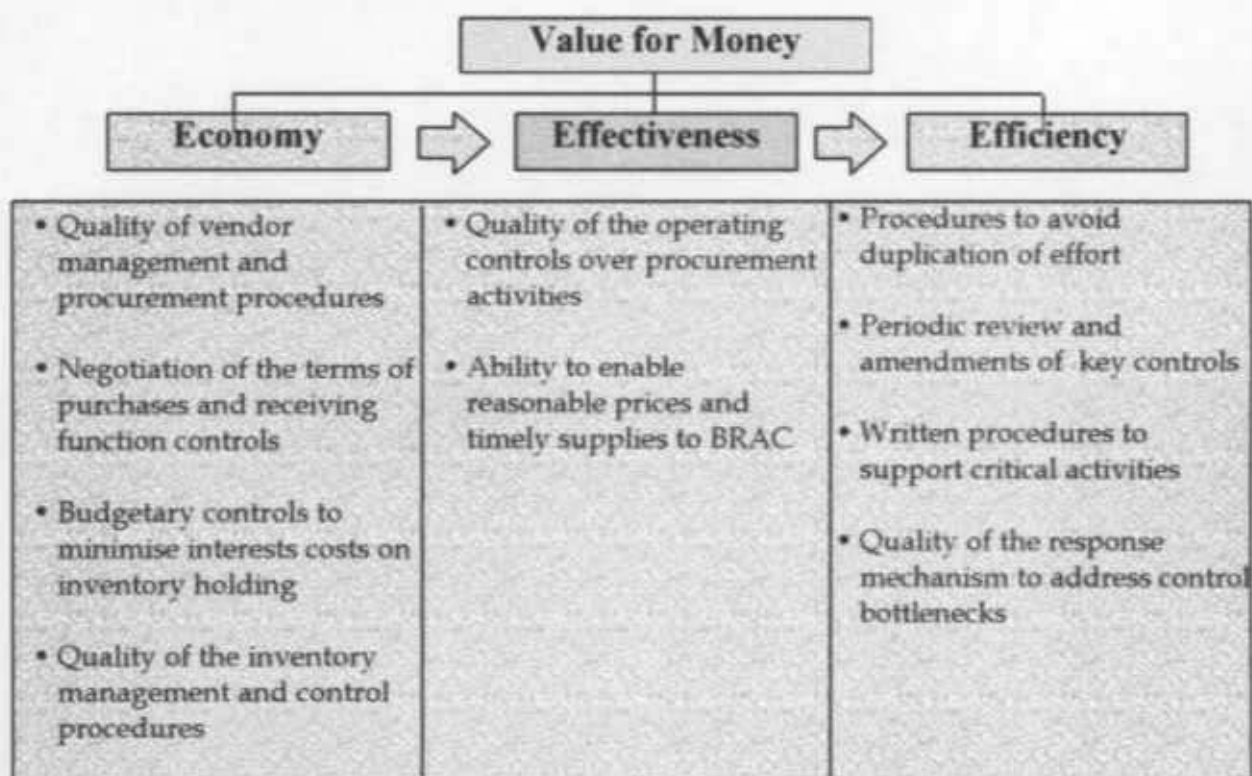 Value for Money
Economy
Effectiveness
Efficiency
• Quality of vendor
management and
procurement procedures
• Negotiation of the terms of
purchases and receiving
function controls
• Budgetary controls to
minimise interests costs on
inventory holding
• Quality of the inventory
management and control
procedures
• Quality of the operating
controls over procurement
activities
• Ability to enable
reasonable prices and
timely supplies to BRAC
• Procedures to avoid
duplication of effort
• Periodic review and
amendments of key controls
• Written procedures to
support critical activities
• Quality of the response
mechanism to address control
bottlenecks